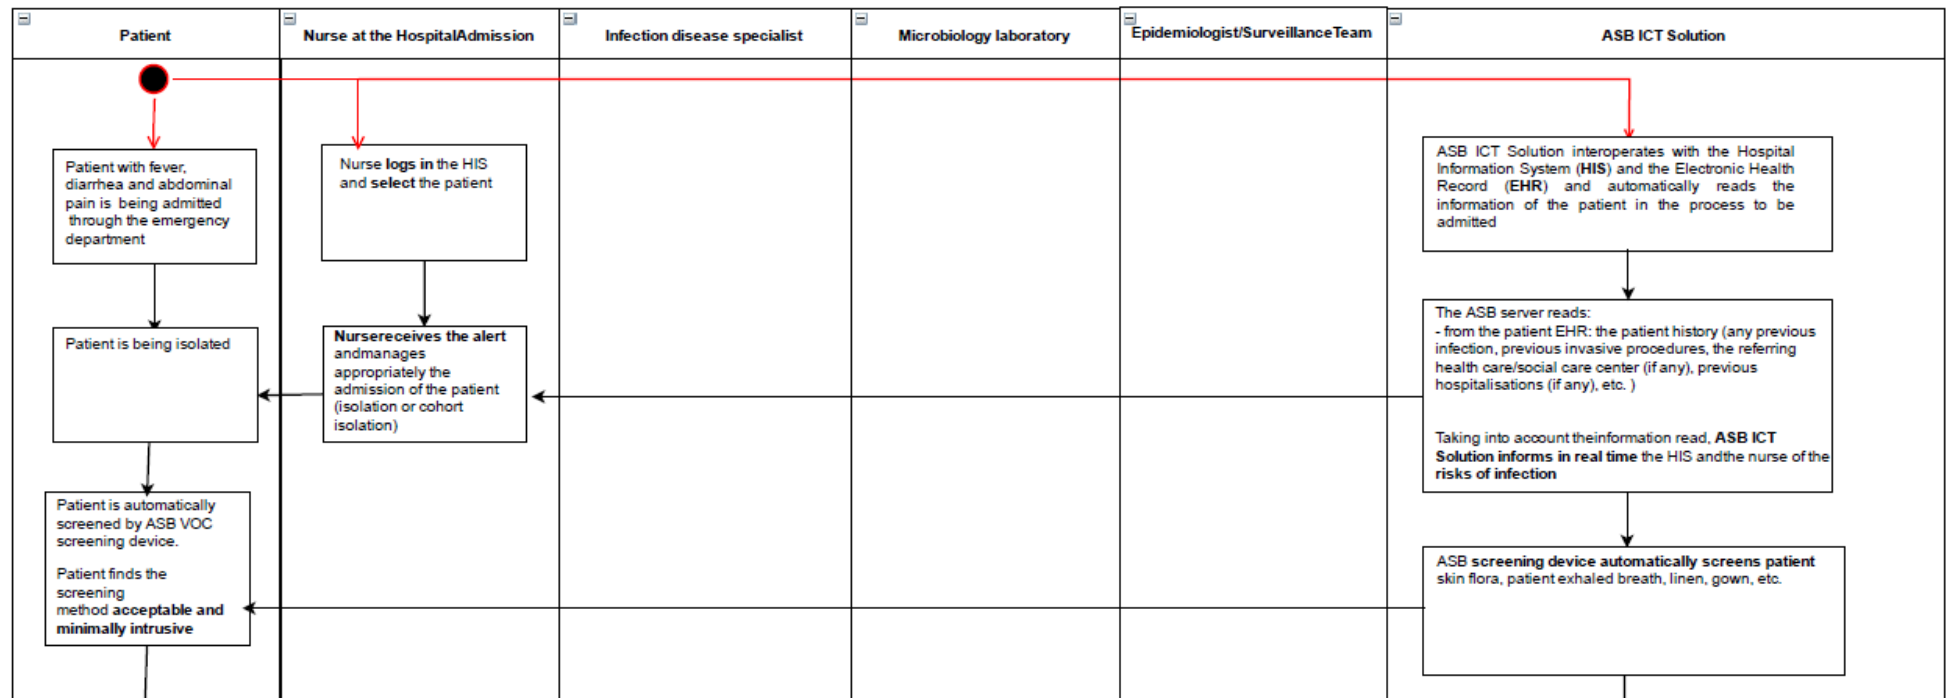 Patient
Nurse at the HospitalAdmission
Infection disease specialist
Microbiology laboratory
Epidemiologist/SurveillanceTeam
ASB ICT Solution
Patient with fever,
diarrhea and abdominal
pain is being admitted
through the emergency
department
Nurse logs in the HIS
and select the patient
ASB ICT Solution interoperates with the Hospital
Information System (HIS) and the Electronic Health
Record (EHR) and automatically reads the
information of the patient in the process to be
admitted
Patient is being isolated
Nursereceives the alert
andmanages
appropriately the
admission of the patient
(isolation or cohort
isolation)
The ASB server reads:
- from the patient EHR: the patient history (any previous
infection, previous invasive procedures, the referring
health care/social care center (if any), previous
hospitalisations (if any), etc. )
Taking into account theinformation read, ASB ICT
Solution informs in real time the HIS andthe nurse of the
risks of infection
Patient is automatically
screened by ASB VOC
screening device.
Patient finds the
screening
method acceptable and
minimally intrusive
ASB screening device automatically screens patient
skin flora, patient exhaled breath, linen, gown, etc.